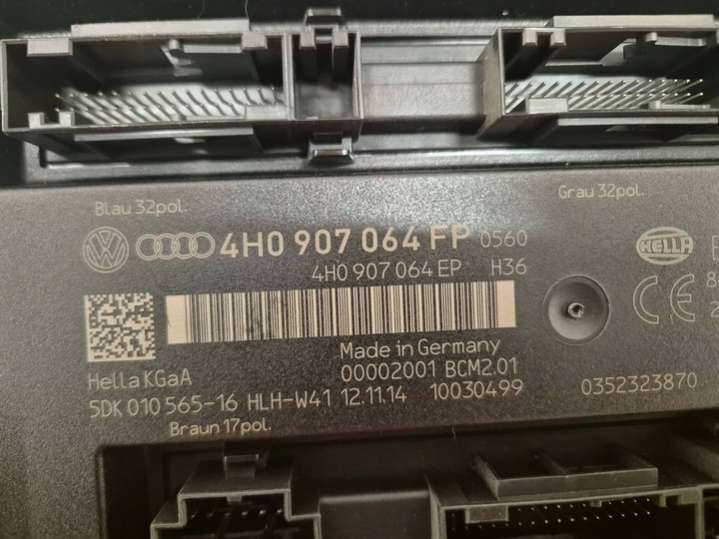 Blau 32pol.
Grau 32pol.
4H0 907 064 FP 0560
4H0 907 064 EP H36
HELLA
Made in Germany
00002001 BCM2.01
Hella KGaA
5DK 010 565-16 HLH-W41 12.11.14 10030499
0352323870
Braun 17pol.